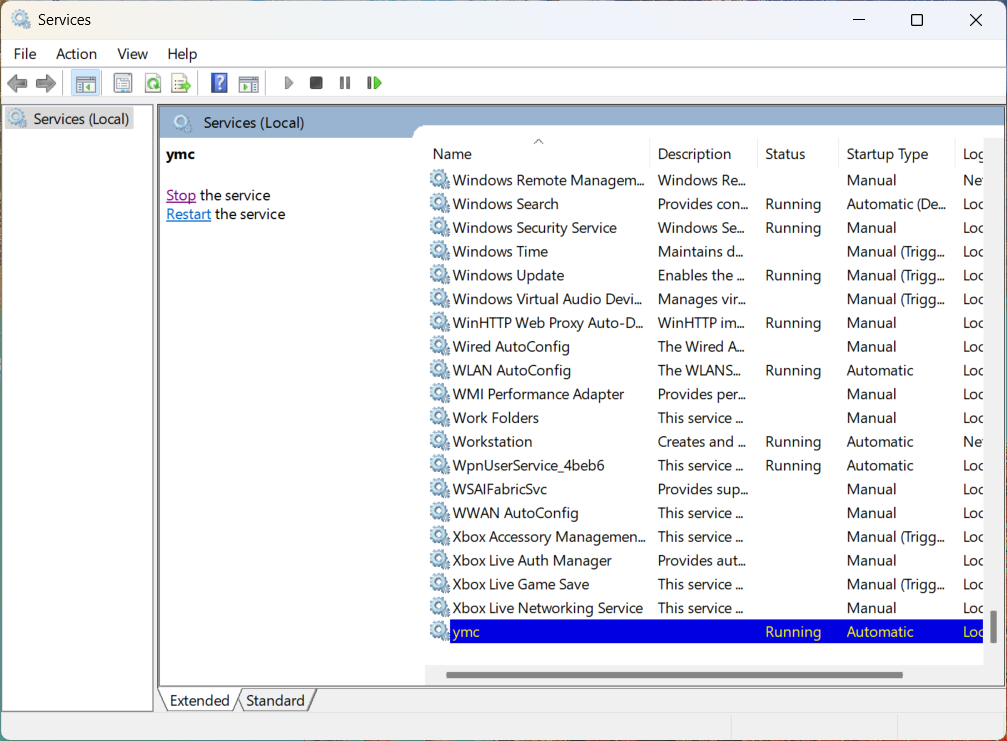 Services
File Action View Help
Services (Local)
Services (Local)
ymc
Stop the service
Restart the service
Name Description Status Startup Type Log
Windows Remote Managem... Windows Re... Manual Ne
Windows Search Provides con... Running Automatic (De... Loc
Windows Security Service Windows Se... Running Manual Loc
Windows Time Maintains d... Manual (Trigg... Loc
Windows Update Enables the ... Running Manual (Trigg... Loc
Windows Virtual Audio Devi... Manages vir... Manual (Trigg... Loc
WinHTTP Web Proxy Auto-D... WinHTTP im... Running Manual Loc
Wired AutoConfig The Wired A... Manual Loc
WLAN AutoConfig The WLANS... Running Automatic Loc
WMI Performance Adapter Provides per... Manual Loc
Work Folders This service ... Manual Loc
Workstation Creates and ... Running Automatic Ne
WpnUserService_4beb6 This service ... Running Automatic Loc
WSAIFabricSvc Provides sup... Manual Loc
WWAN AutoConfig This service ... Manual Loc
Xbox Accessory Managemen... This service ... Manual (Trigg... Loc
Xbox Live Auth Manager Provides aut... Manual Loc
Xbox Live Game Save This service ... Manual (Trigg... Loc
Xbox Live Networking Service This service ... Manual Loc
ymc Running Automatic Loc
Extended Standard